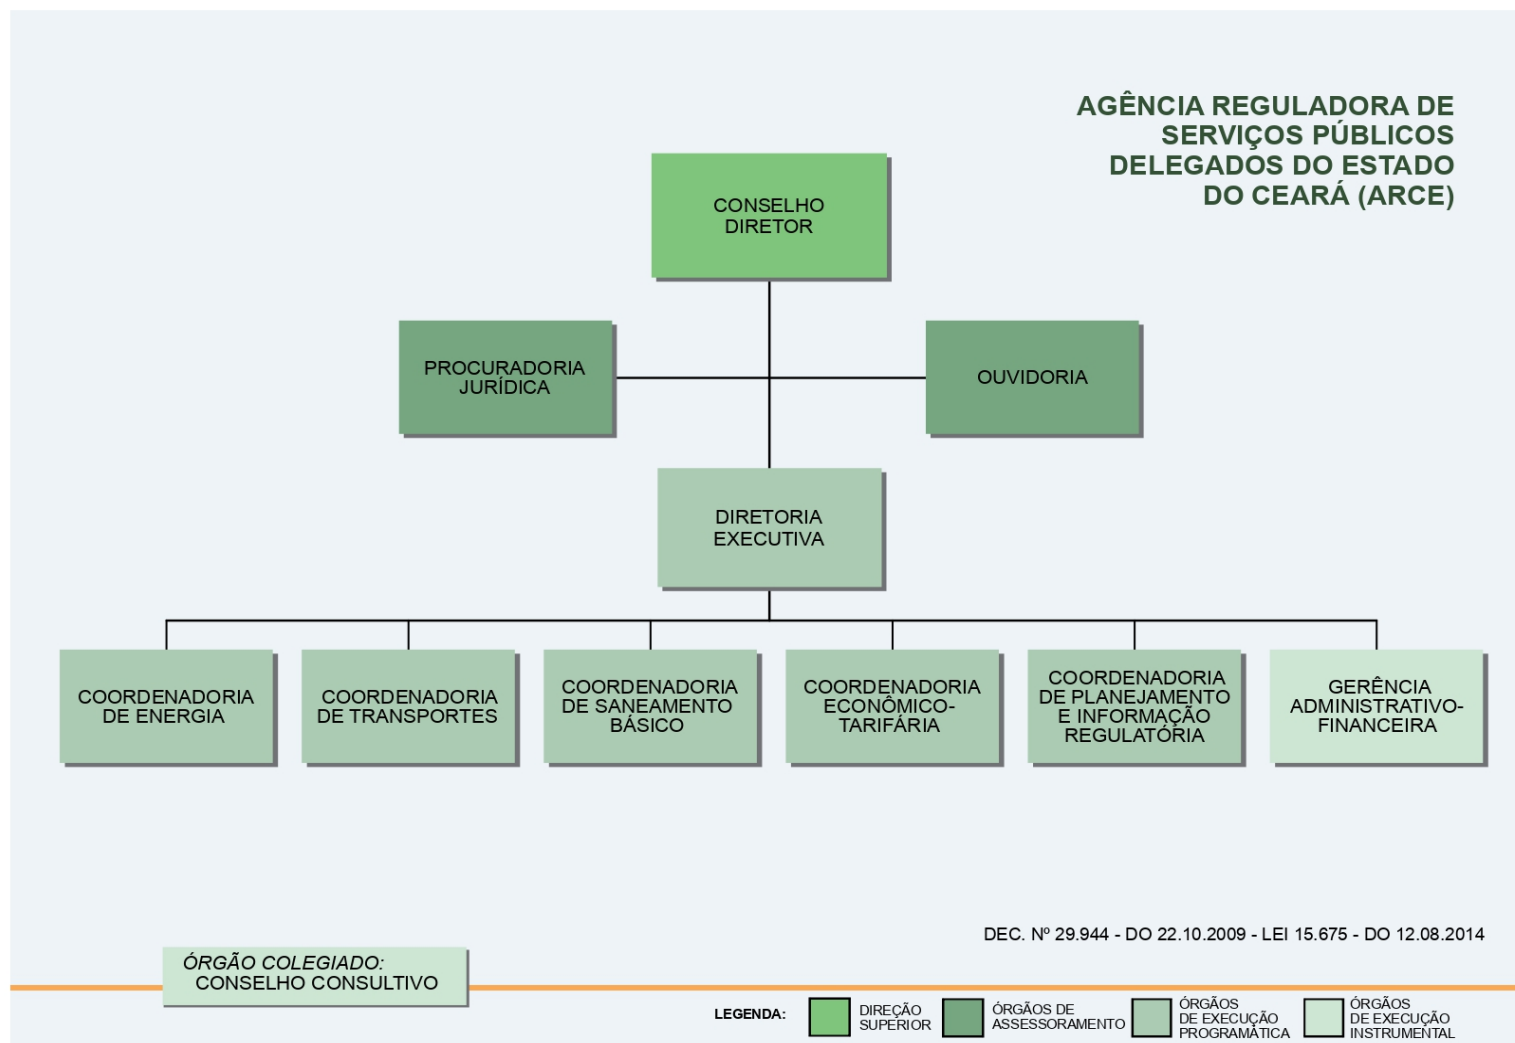 AGÊNCIA REGULADORA DE
SERVIÇOS PÚBLICOS
DELEGADOS DO ESTADO
DO CEARÁ (ARCE)
CONSELHO
DIRETOR
PROCURADORIA
JURÍDICA
OUVIDORIA
DIRETORIA
EXECUTIVA
COORDENADORIA
DE ENERGIA
COORDENADORIA
DE TRANSPORTES
COORDENADORIA
DE SANEAMENTO
BÁSICO
COORDENADORIA
ECONÔMICO-
TARIFÁRIA
COORDENADORIA
DE PLANEJAMENTO
E INFORMAÇÃO
REGULATÓRIA
GERÊNCIA
ADMINISTRATIVO-
FINANCEIRA
DEC. Nº 29.944 - DO 22.10.2009 - LEI 15.675 - DO 12.08.2014
ÓRGÃO COLEGIADO:
CONSELHO CONSULTIVO
LEGENDA:
DIREÇÃO
SUPERIOR
ÓRGÃOS DE
ASSESSORAMENTO
ÓRGÃOS
DE EXECUÇÃO
PROGRAMÁTICA
ÓRGÃOS
DE EXECUÇÃO
INSTRUMENTAL